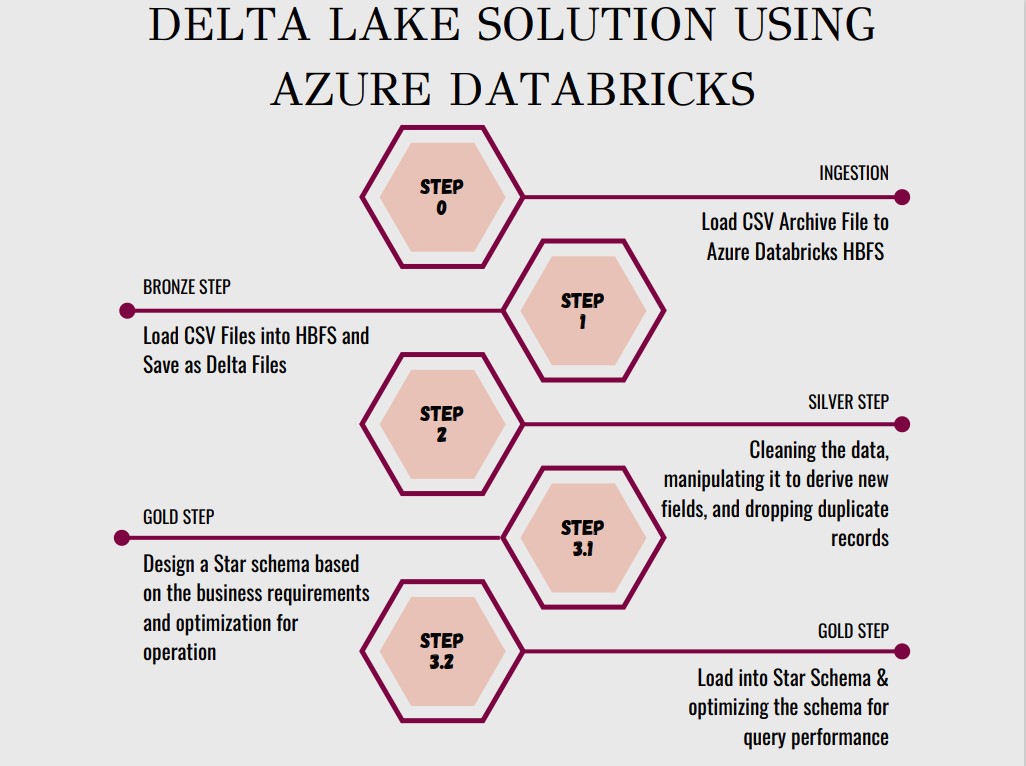 DELTA LAKE SOLUTION USING
AZURE DATABRICKS
STEP
0
INGESTION
Load CSV Archive File to
Azure Databricks HBFS
STEP
1
BRONZE STEP
Load CSV Files into HBFS and
Save as Delta Files
STEP
2
SILVER STEP
Cleaning the data,
manipulating it to derive new
fields, and dropping duplicate
records
STEP
3.1
GOLD STEP
Design a Star schema based
on the business requirements
and optimization for
operation
STEP
3.2
GOLD STEP
Load into Star Schema &
optimizing the schema for
query performance